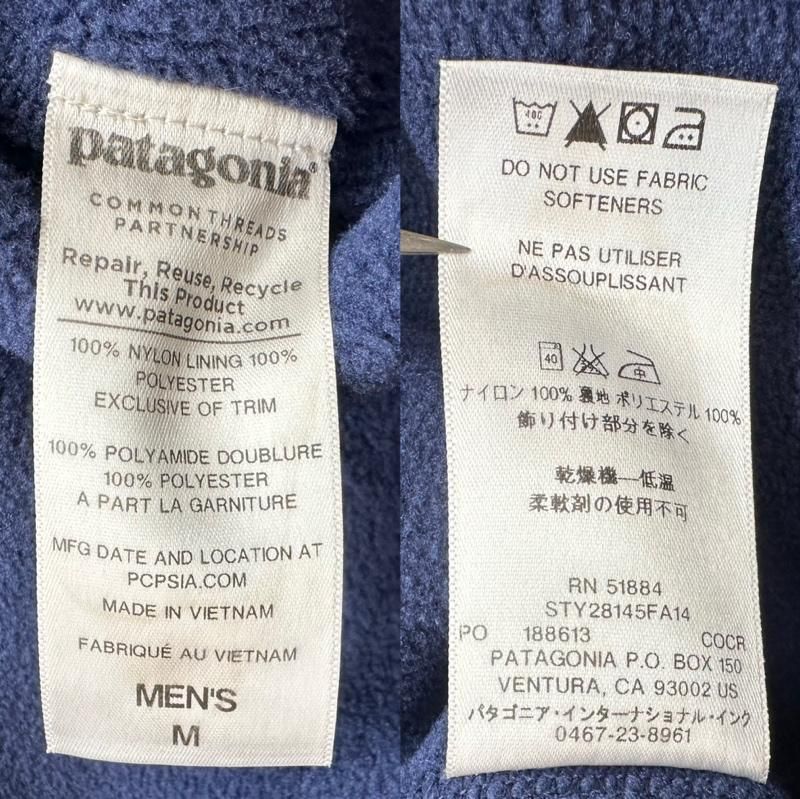 patagonia®
COMMON THREADS
PARTNERSHIP
Repair, Reuse, Recycle
This Product
www.patagonia.com
100% NYLON LINING 100%
POLYESTER
EXCLUSIVE OF TRIM
100% POLYAMIDE DOUBLURE
100% POLYESTER
A PART LA GARNITURE
MFG DATE AND LOCATION AT
PCPSIA.COM
MADE IN VIETNAM
FABRIQUÉ AU VIETNAM
MEN'S
M
40C
DO NOT USE FABRIC
SOFTENERS
NE PAS UTILISER
D'ASSOUPLISSANT
40 中
ナイロン 100% 裏地 ポリエステル 100%
飾り付け部分を除く
乾燥機―低温
柔軟剤の使用不可
RN 51884
STY28145FA14
PO 188613 COCR
PATAGONIA P.O. BOX 150
VENTURA, CA 93002 US
パタゴニア・インターナショナル・インク
0467-23-8961